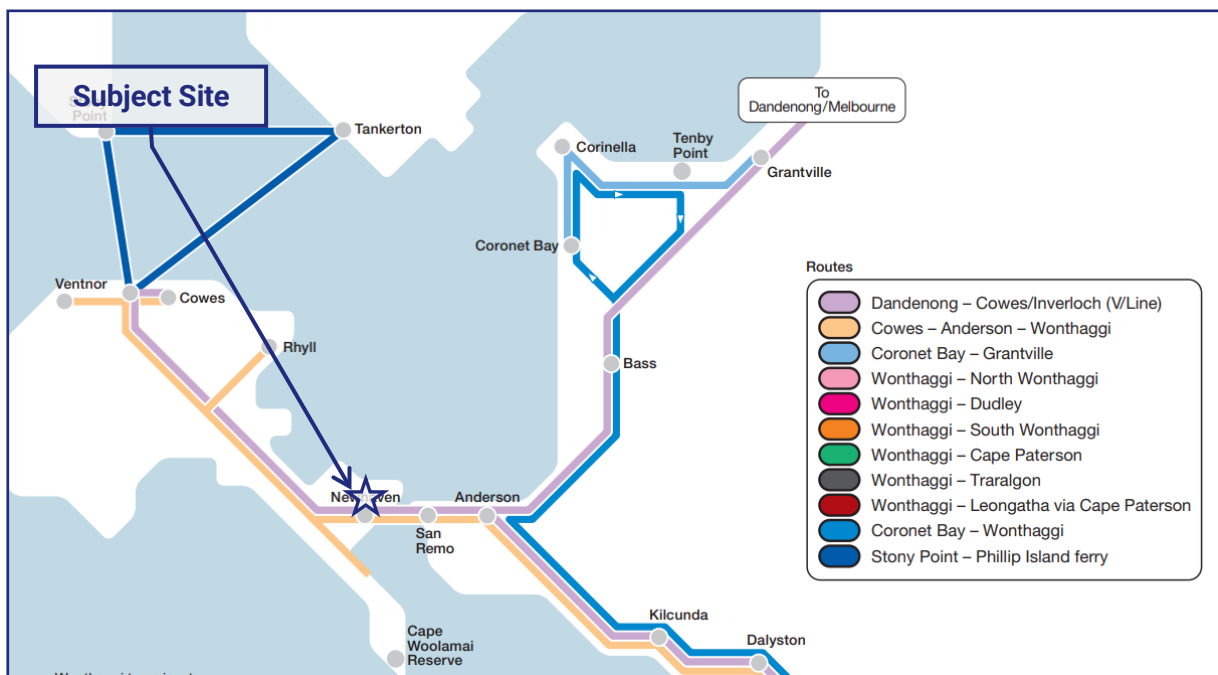 Subject Site
Point
Tankerton
To
Dandenong/Melbourne
Corinella
Tenby
Point
Grantville
Coronet Bay
Ventnor
Cowes
Rhyll
Bass
Anderson
San
Remo
Kilcunda
Dalyston
Cape
Woolamai
Reserve
Routes
Dandenong – Cowes/Inverloch (V/Line)
Cowes – Anderson – Wonthaggi
Coronet Bay – Grantville
Wonthaggi – North Wonthaggi
Wonthaggi – Dudley
Wonthaggi – South Wonthaggi
Wonthaggi – Cape Paterson
Wonthaggi – Traralgon
Wonthaggi – Leongatha via Cape Paterson
Coronet Bay – Wonthaggi
Stony Point – Phillip Island ferry